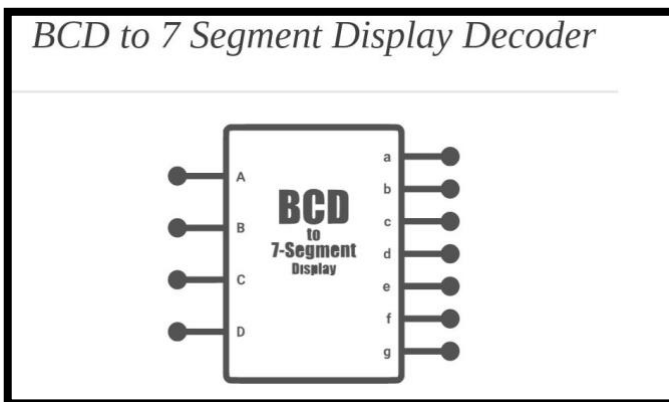 BCD to 7 Segment Display Decoder
a
A
b
BCD
c
B
to
7-Segment
d
Display
C
e
f
D
g